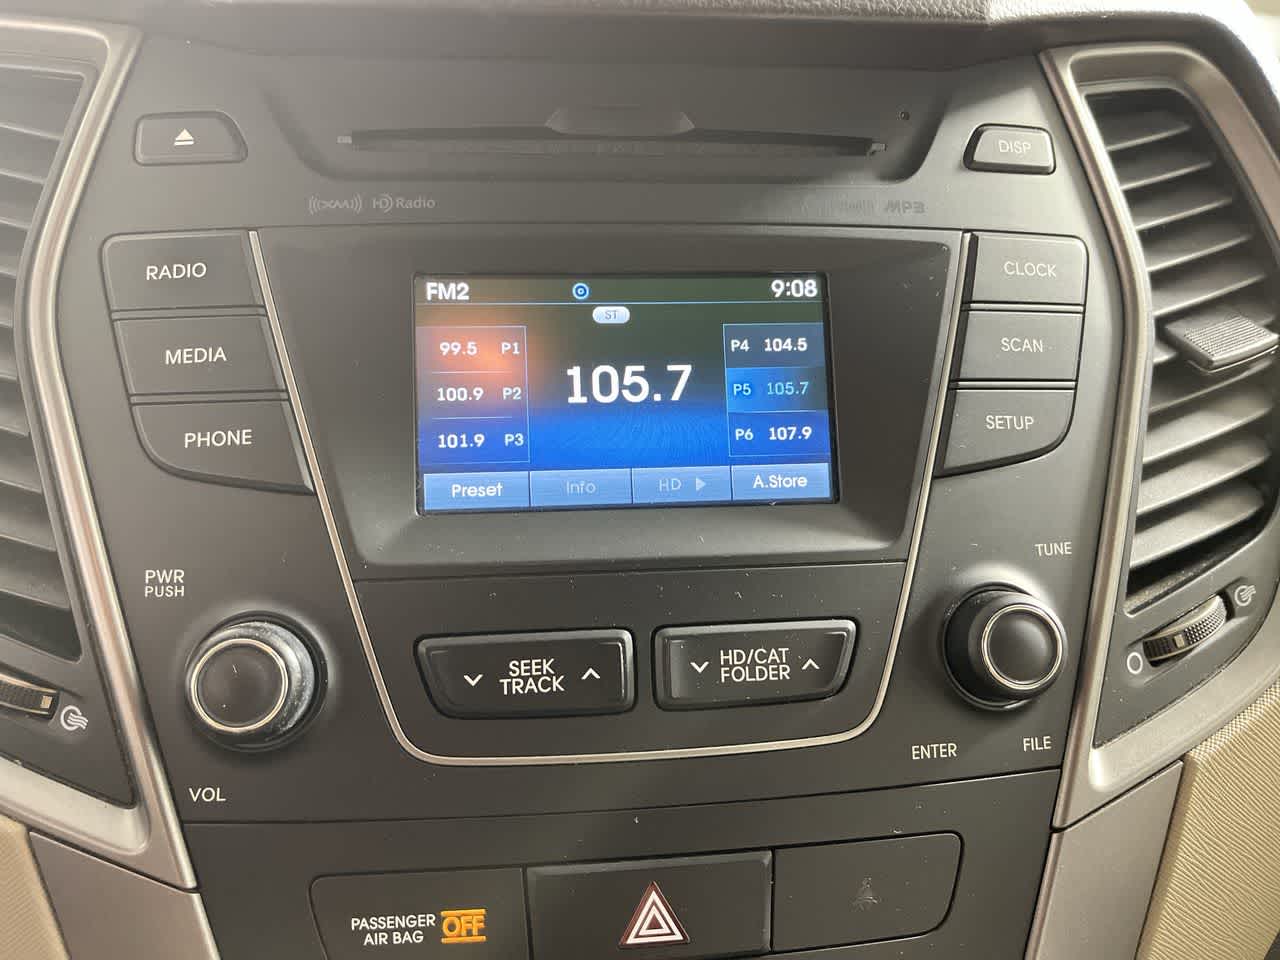 DISP
XM HD Radio
MP3
RADIO
MEDIA
PHONE
FM2 9:08
ST
99.5 P1
100.9 P2
101.9 P3
105.7
P4 104.5
P5 105.7
P6 107.9
Preset Info HD A.Store
CLOCK
SCAN
SETUP
PWR
PUSH
VOL
SEEK
TRACK
HD/CAT
FOLDER
TUNE
ENTER
FILE
PASSENGER
AIR BAG
OFF